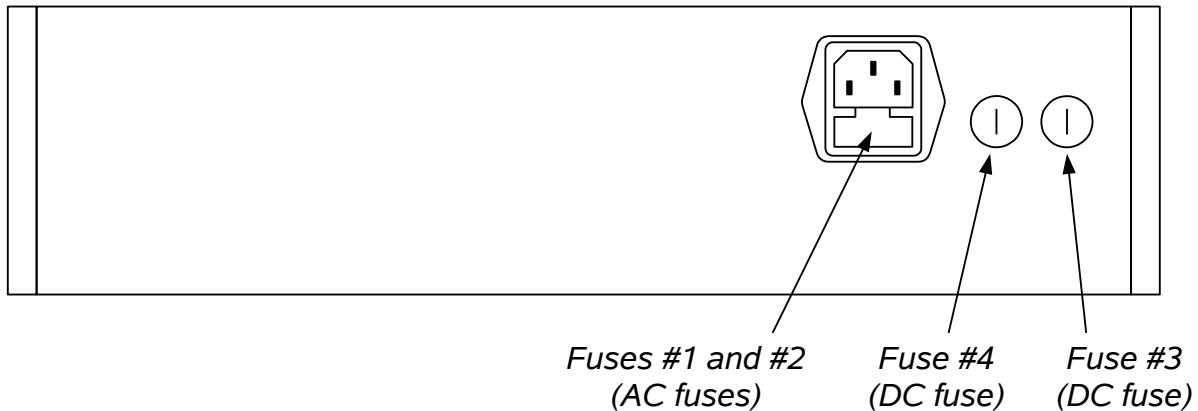 Fuses #1 and #2
(AC fuses)
Fuse #4
(DC fuse)
Fuse #3
(DC fuse)